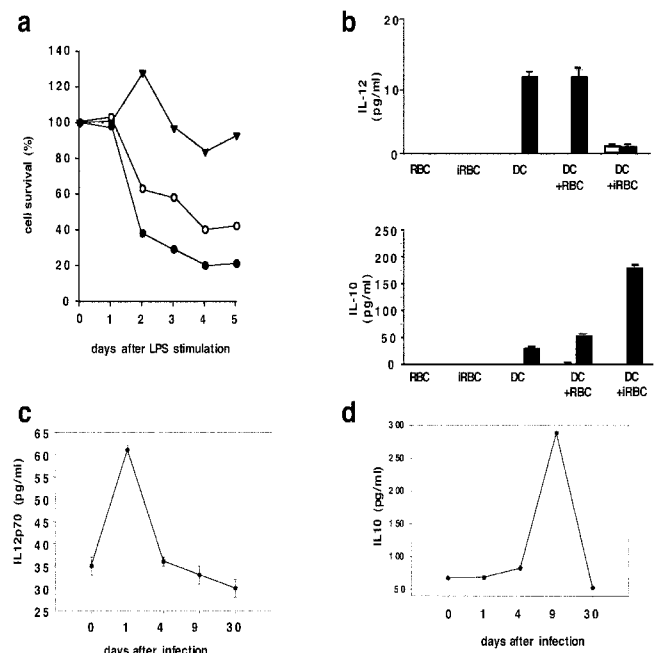 a
140
120
100
80
60
40
20
0
cell survival (%)
0 1 2 3 4 5
days after LPS stimulation
b
20
10
0
IL-12
(pg/ml)
RBC iRBC DC DC
+RBC DC
+iRBC
250
200
150
100
50
0
IL-10
(pg/ml)
RBC iRBC DC DC
+RBC DC
+iRBC
c
65
60
55
50
45
40
35
30
25
IL12p70 (pg/ml)
0 1 4 9 30
days after infection
d
300
250
200
150
100
50
IL10 (pg/ml)
0 1 4 9 30
days after infection